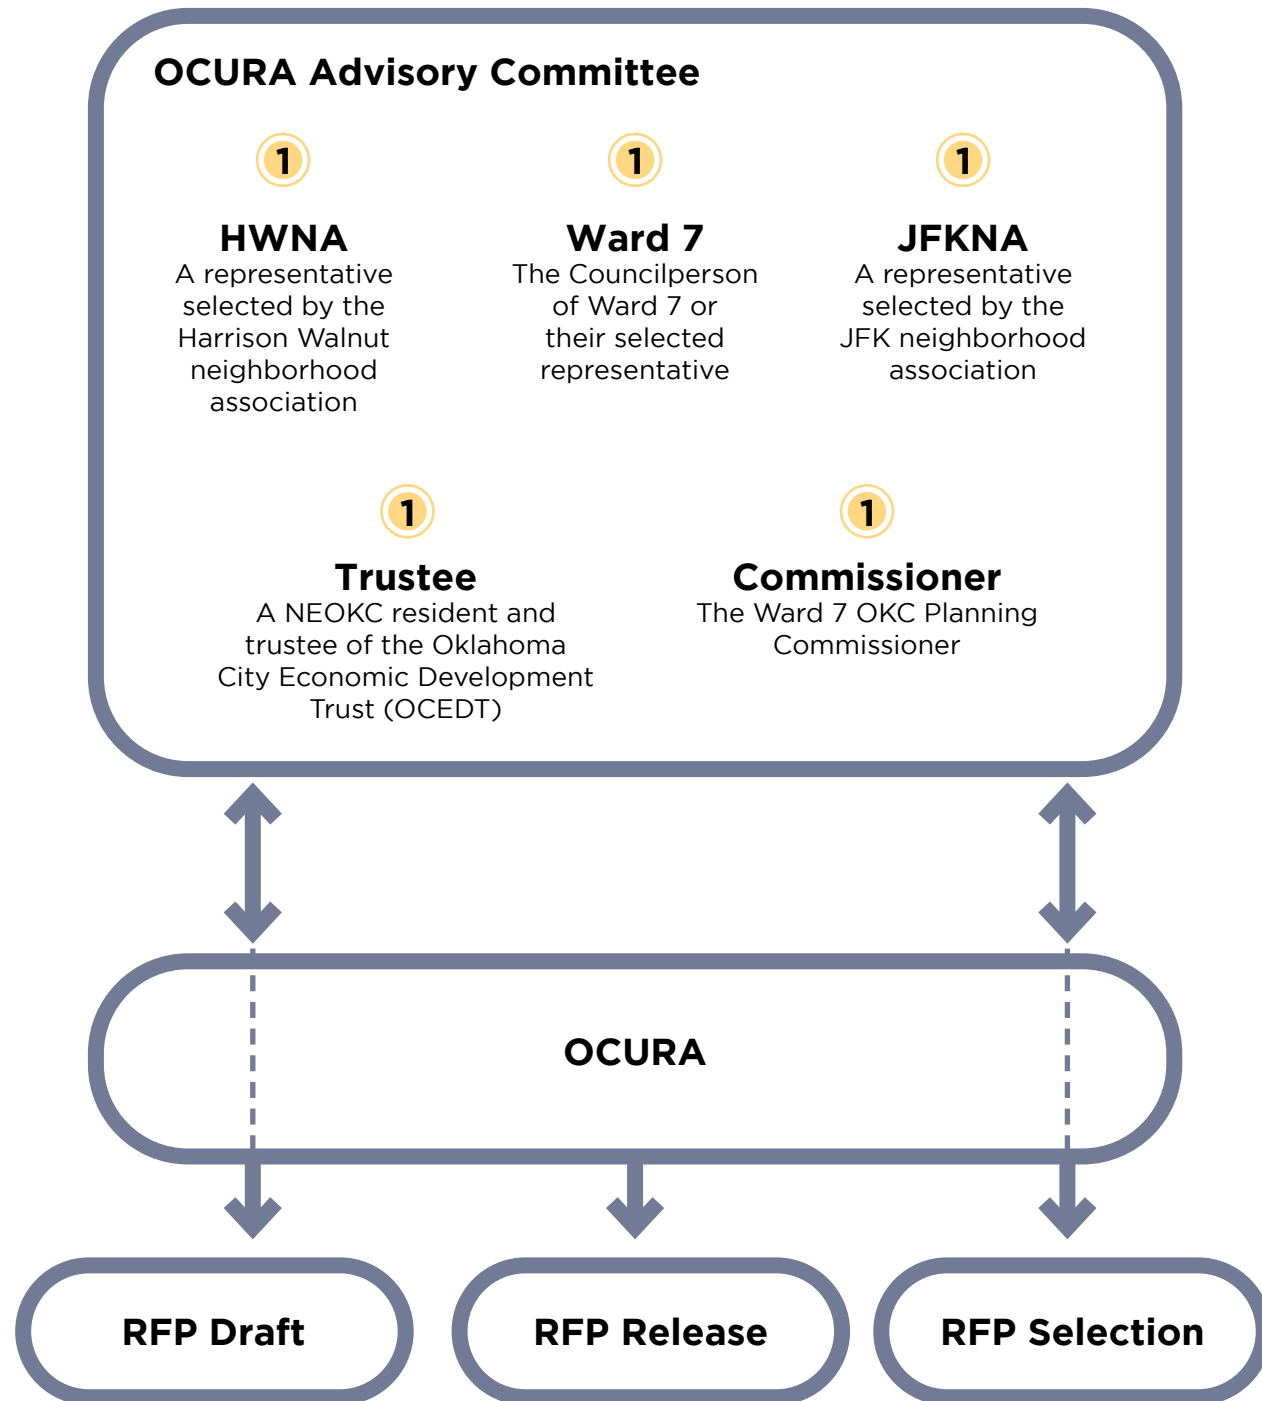 OCURA Advisory Committee
1
HWNA
A representative
selected by the
Harrison Walnut
neighborhood
association
1
Ward 7
The Councilperson
of Ward 7 or
their selected
representative
1
JFKNA
A representative
selected by the
JFK neighborhood
association
1
Trustee
A NEOKC resident and
trustee of the Oklahoma
City Economic Development
Trust (OCEDT)
1
Commissioner
The Ward 7 OKC Planning
Commissioner
OCURA
RFP Draft
RFP Release
RFP Selection